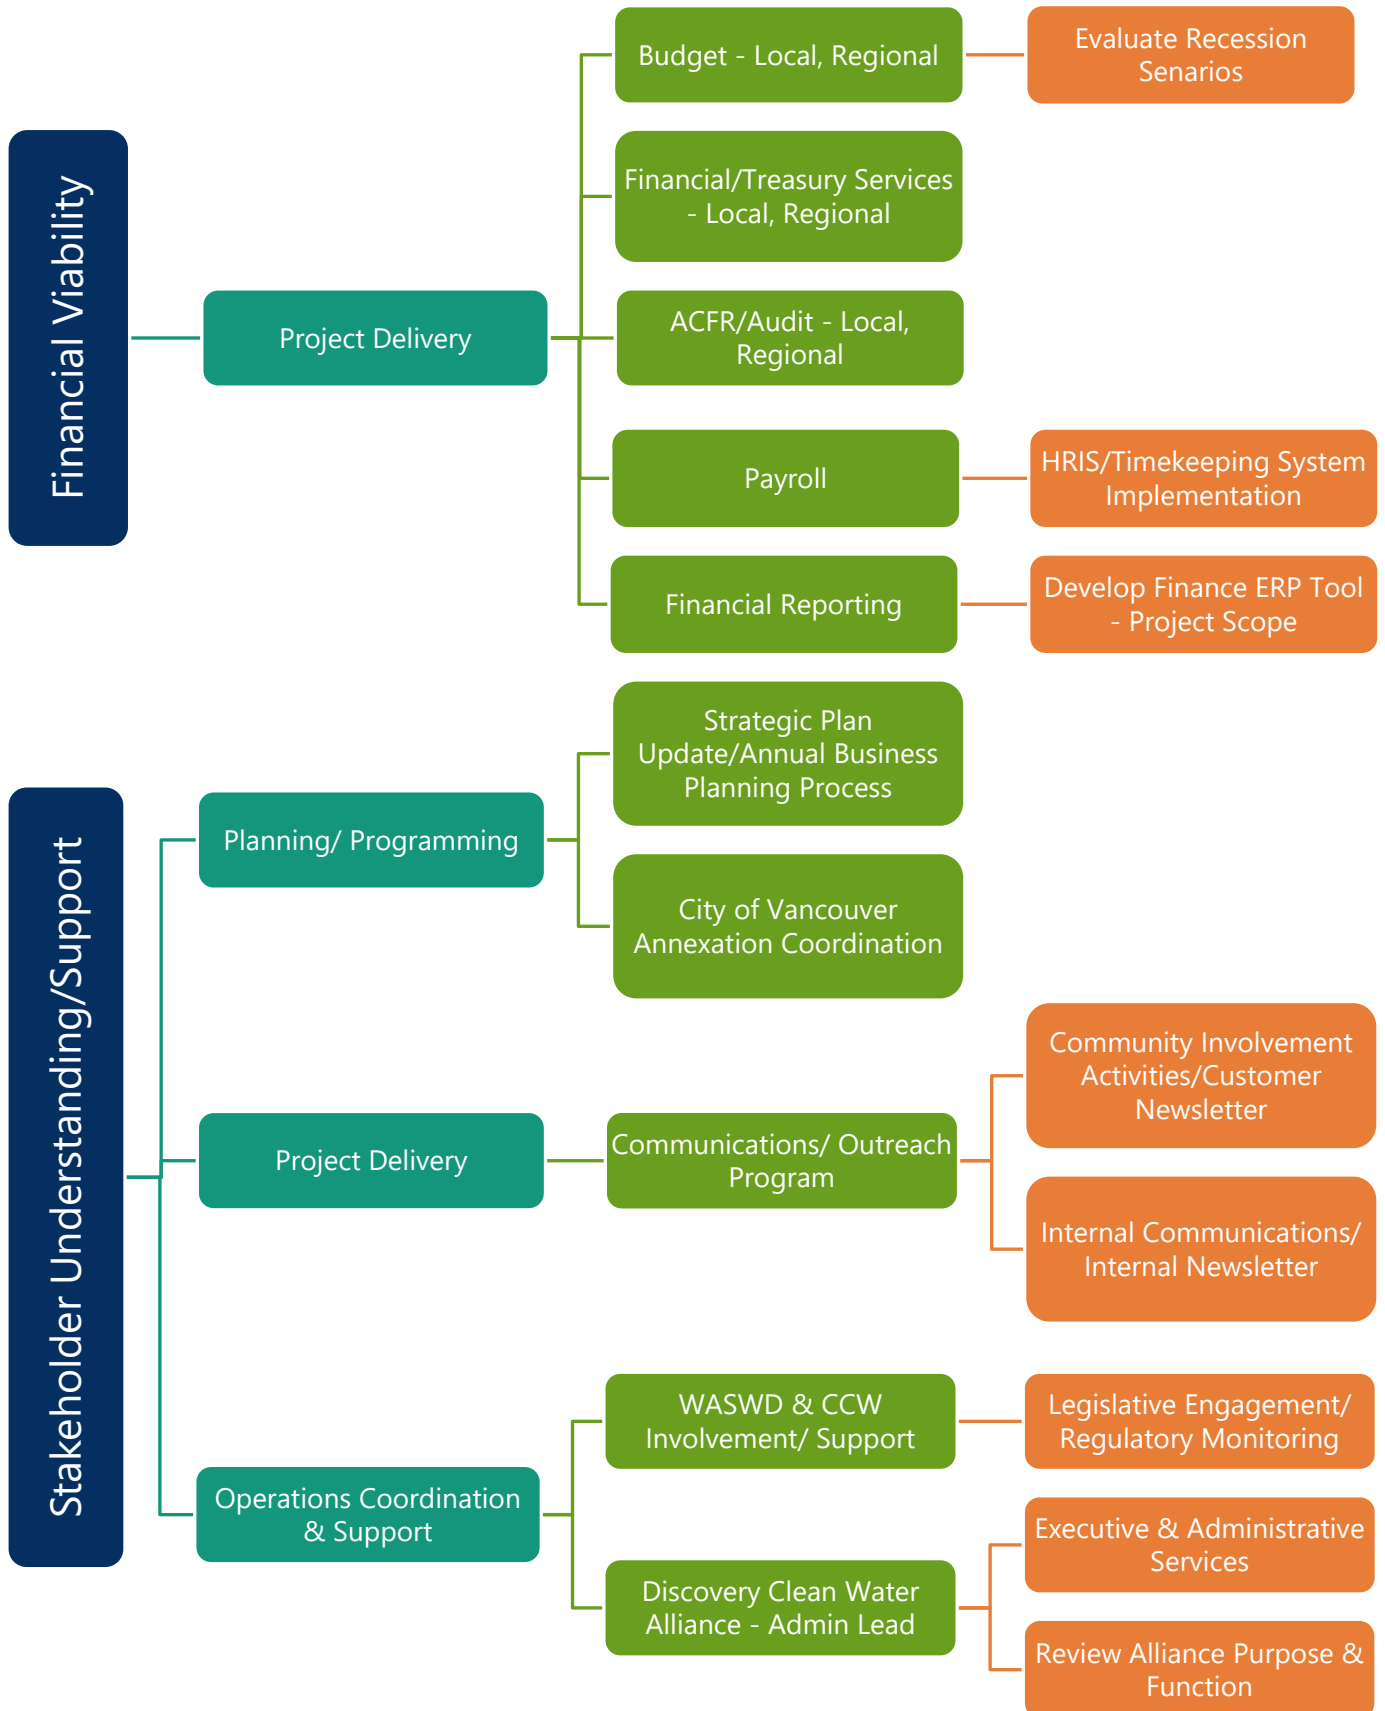 Financial Viability
Project Delivery
Budget - Local, Regional
Evaluate Recession
Senarios
Financial/Treasury Services
- Local, Regional
ACFR/Audit - Local,
Regional
Payroll
HRIS/Timekeeping System
Implementation
Financial Reporting
Develop Finance ERP Tool
- Project Scope
Stakeholder Understanding/Support
Planning/ Programming
Strategic Plan
Update/Annual Business
Planning Process
City of Vancouver
Annexation Coordination
Project Delivery
Communications/ Outreach
Program
Community Involvement
Activities/Customer
Newsletter
Internal Communications/
Internal Newsletter
Operations Coordination
& Support
WASWD & CCW
Involvement/ Support
Legislative Engagement/
Regulatory Monitoring
Discovery Clean Water
Alliance - Admin Lead
Executive & Administrative
Services
Review Alliance Purpose &
Function